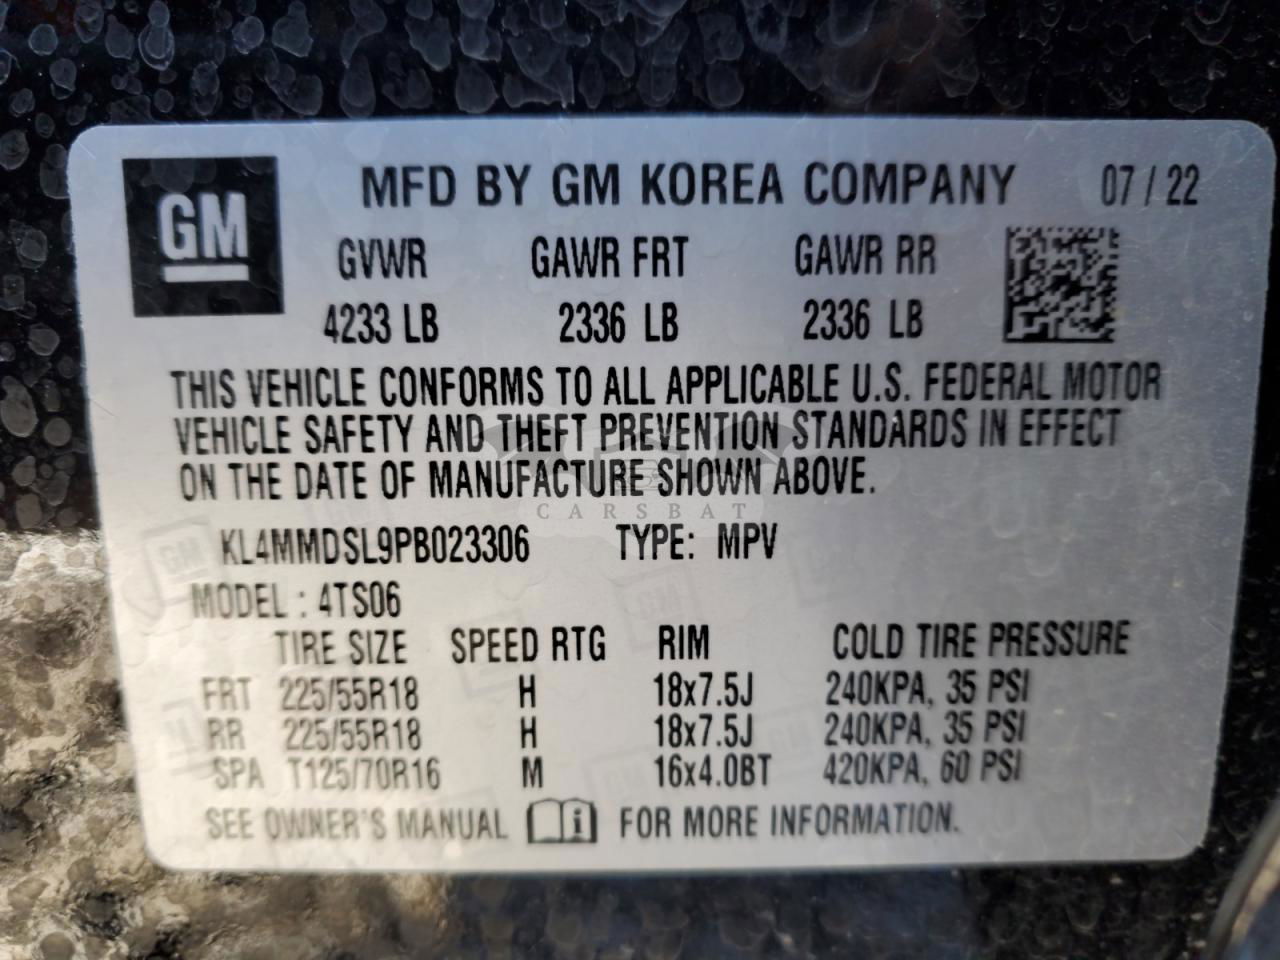 GM MFD BY GM KOREA COMPANY 07 / 22
GVWR GAWR FRT GAWR RR
4233 LB 2336 LB 2336 LB
THIS VEHICLE CONFORMS TO ALL APPLICABLE U.S. FEDERAL MOTOR
VEHICLE SAFETY AND THEFT PREVENTION STANDARDS IN EFFECT
ON THE DATE OF MANUFACTURE SHOWN ABOVE.
CARSBAT
KL4MMDSL9PB023306 TYPE: MPV
MODEL : 4TS06
TIRE SIZE SPEED RTG RIM COLD TIRE PRESSURE
FRT 225/55R18 H 18x7.5J 240KPA, 35 PSI
RR 225/55R18 H 18x7.5J 240KPA, 35 PSI
SPA T125/70R16 M 16x4.0BT 420KPA, 60 PSI
SEE OWNER'S MANUAL i FOR MORE INFORMATION.